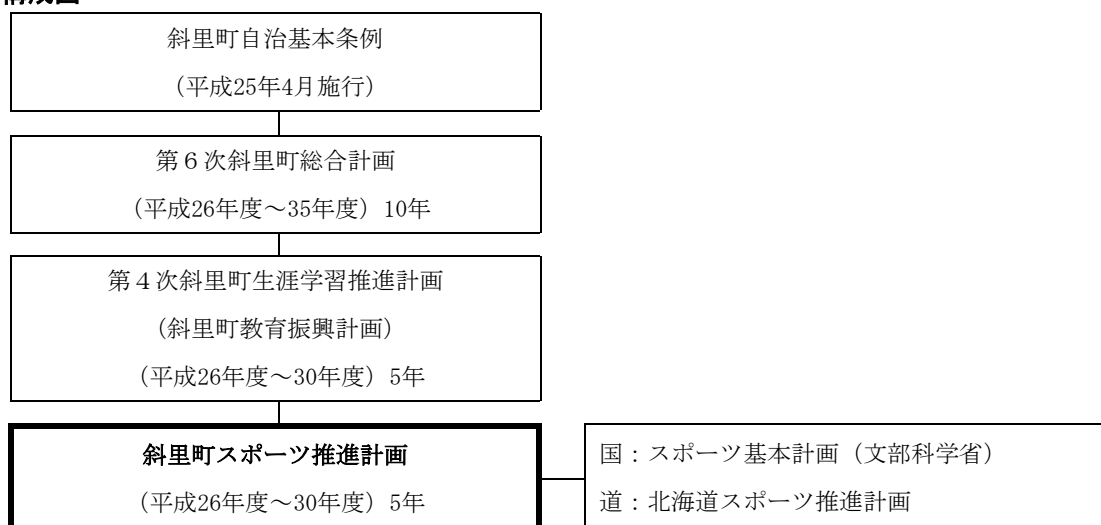 斜里町自治基本条例
（平成25年4月施行）
第６次斜里町総合計画
（平成26年度～35年度）10年
第４次斜里町生涯学習推進計画
（斜里町教育振興計画）
（平成26年度～30年度）5年
斜里町スポーツ推進計画
（平成26年度～30年度）5年
国：スポーツ基本計画（文部科学省）
道：北海道スポーツ推進計画